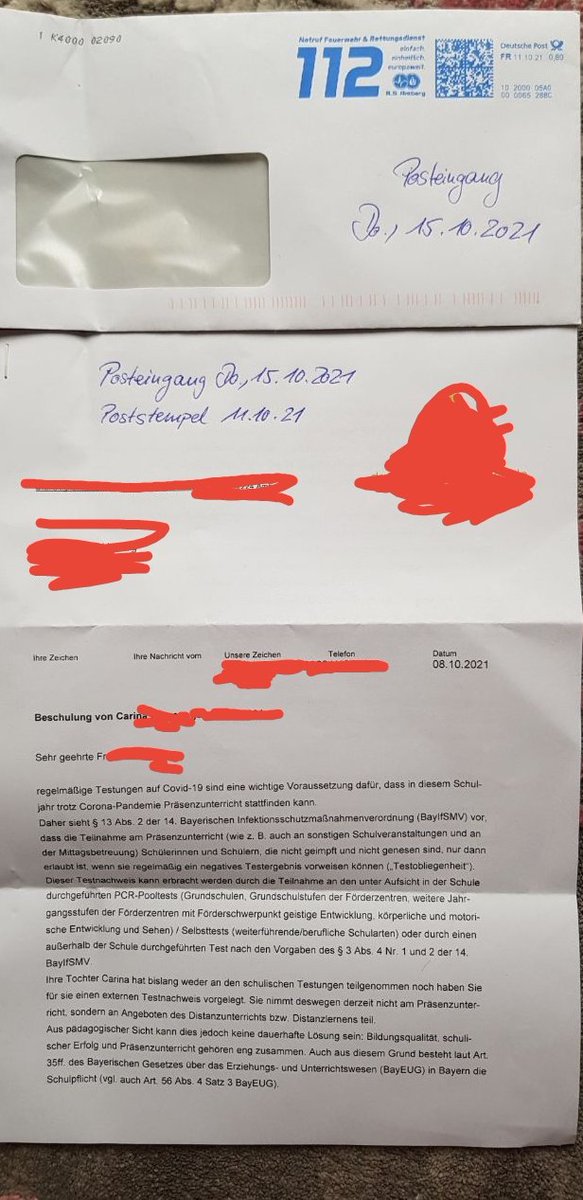 1 K4000 02090
Notruf Feuerwehr & Rettungsdienst
112
einfach.
einheitlich.
europaweit.
Deutsche Post
FR 11.10.21 0,80
Posteingang
Do., 15.10.2021
Posteingang Do., 15.10.2021
Poststempel 11.10.21
Ihre Zeichen Ihre Nachricht vom Unsere Zeichen Telefon Datum
08.10.2021
Beschulung von Carina
Sehr geehrte Fr
regelmäßige Testungen auf Covid-19 sind eine wichtige Voraussetzung dafür, dass in diesem Schul-
jahr trotz Corona-Pandemie Präsenzunterricht stattfinden kann.
Daher sieht § 13 Abs. 2 der 14. Bayerischen Infektionsschutzmaßnahmenverordnung (BayIfSMV) vor,
dass die Teilnahme am Präsenzunterricht (wie z. B. auch an sonstigen Schulveranstaltungen und an
der Mittagsbetreuung) Schülerinnen und Schülern, die nicht geimpft und nicht genesen sind, nur dann
erlaubt ist, wenn sie regelmäßig ein negatives Testergebnis vorweisen können („Testobliegenheit").
Dieser Testnachweis kann erbracht werden durch die Teilnahme an den unter Aufsicht in der Schule
durchgeführten PCR-Pooltests (Grundschulen, Grundschulstufen der Förderzentren, weitere Jahr-
gangsstufen der Förderzentren mit Förderschwerpunkt geistige Entwicklung, körperliche und motori-
sche Entwicklung und Sehen) / Selbsttests (weiterführende/berufliche Schularten) oder durch einen
außerhalb der Schule durchgeführten Test nach den Vorgaben des § 3 Abs. 4 Nr. 1 und 2 der 14.
BayIfSMV.
Ihre Tochter Carina hat bislang weder an den schulischen Testungen teilgenommen noch haben Sie
für sie einen externen Testnachweis vorgelegt. Sie nimmt deswegen derzeit nicht am Präsenzunter-
richt, sondern an Angeboten des Distanzunterrichts bzw. Distanzlernens teil.
Aus pädagogischer Sicht kann dies jedoch keine dauerhafte Lösung sein: Bildungsqualität, schuli-
scher Erfolg und Präsenzunterricht gehören eng zusammen. Auch aus diesem Grund besteht laut Art.
35ff. des Bayerischen Gesetzes über das Erziehungs- und Unterrichtswesen (BayEUG) in Bayern die
Schulpflicht (vgl. auch Art. 56 Abs. 4 Satz 3 BayEUG).